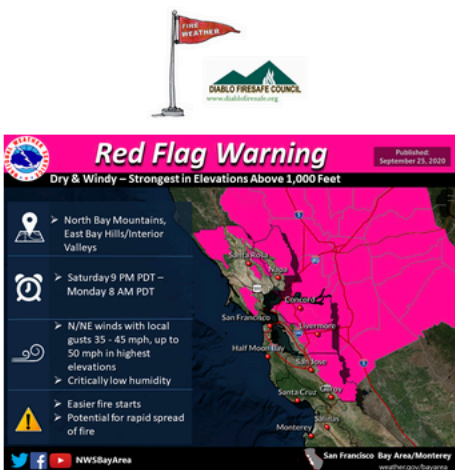 FIRE
WEATHER
DIABLO FIRESAFE COUNCIL
www.diablofiresafe.org
Red Flag Warning
Published:
September 25, 2020
Dry & Windy – Strongest in Elevations Above 1,000 Feet
➤ North Bay Mountains,
East Bay Hills/Interior
Valleys
➤ Saturday 9 PM PDT –
Monday 8 AM PDT
➤ N/NE winds with local
gusts 35 - 45 mph, up to
50 mph in highest
elevations
➤ Critically low humidity
➤ Easier fire starts
➤ Potential for rapid spread
of fire
Santa Rosa
Napa
Concord
San Francisco
Livermore
Half Moon Bay
San Jose
Santa Cruz
Gilroy
Salinas
Monterey
NWSBayArea
San Francisco Bay Area/Monterey
weather.gov/bayarea